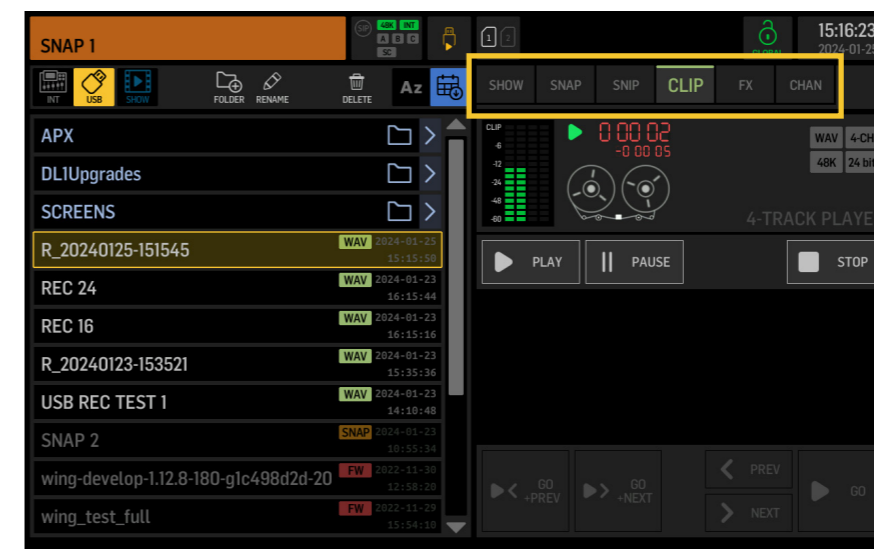 SNAP 1
SIP
48K INT
A B C
SC
1 2
GLOBAL
15:16:23
2024-01-25
INT
USB
SHOW
FOLDER
RENAME
DELETE
Az
SHOW SNAP SNIP CLIP FX CHAN
APX
DL1Upgrades
SCREENS
R_20240125-151545 WAV 2024-01-25
15:15:50
REC 24 WAV 2024-01-23
16:15:44
REC 16 WAV 2024-01-23
16:15:16
R_20240123-153521 WAV 2024-01-23
15:35:36
USB REC TEST 1 WAV 2024-01-23
14:10:48
SNAP 2 SNAP 2024-01-23
10:55:34
wing-develop-1.12.8-180-g1c498d2d-20 FW 2022-11-30
12:58:20
wing_test_full FW 2022-11-29
15:54:10
CLIP
-6
-12
-24
-48
-60
0 00 02
-0 00 05
WAV 4-CH
48K 24 bit
4-TRACK PLAYE
PLAY
PAUSE
STOP
GO
+PREV
GO
+NEXT
PREV
NEXT
GO